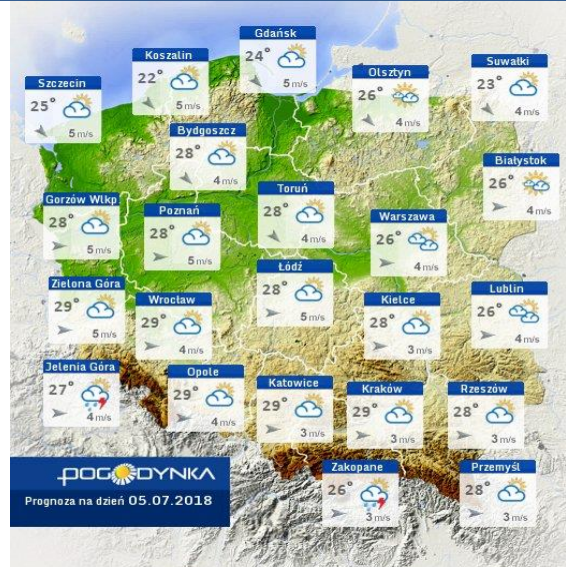 Gdańsk
24°
5 m/s
Koszalin
22°
5 m/s
Szczecin
25°
5 m/s
Olsztyn
26°
4 m/s
Suwałki
23°
4 m/s
Bydgoszcz
28°
4 m/s
Białystok
26°
4 m/s
Gorzów Wlkp
28°
5 m/s
Poznań
28°
5 m/s
Toruń
28°
4 m/s
Warszawa
26°
4 m/s
Zielona Góra
29°
5 m/s
Wrocław
29°
4 m/s
Łódź
28°
5 m/s
Kielce
28°
3 m/s
Lublin
26°
4 m/s
Jelenia Góra
27°
4 m/s
Opole
29°
4 m/s
Katowice
29°
3 m/s
Kraków
29°
3 m/s
Rzeszów
28°
3 m/s
Zakopane
26°
3 m/s
Przemyśl
28°
3 m/s
POGODYNKA
Prognoza na dzień 05.07.2018